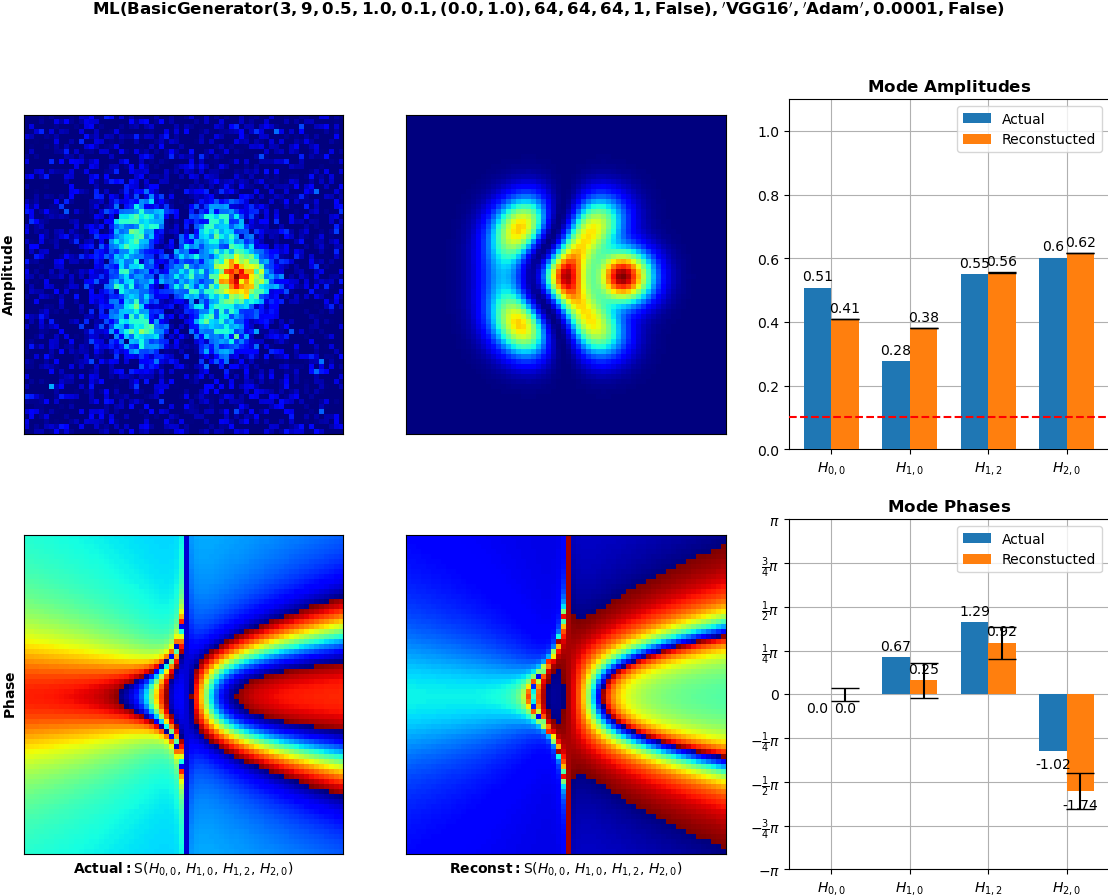 ML(BasicGenerator(3, 9, 0.5, 1.0, 0.1, (0.0, 1.0), 64, 64, 64, 1, False), 'VGG16', 'Adam', 0.0001, False)
Amplitude
Mode Amplitudes
Actual
Reconstucted
1.0
0.8
0.6
0.4
0.2
0.0
0.51
0.41
0.28
0.38
0.55
0.56
0.6
0.62
H0,0
H1,0
H1,2
H2,0
Phase
Actual: S(H0,0, H1,0, H1,2, H2,0)
Reconst: S(H0,0, H1,0, H1,2, H2,0)
Mode Phases
Actual
Reconstucted
π
3/4π
1/2π
1/4π
0
−1/4π
−1/2π
−3/4π
−π
0.0
0.0
0.67
0.25
1.29
0.92
-1.02
-1.74
H0,0
H1,0
H1,2
H2,0